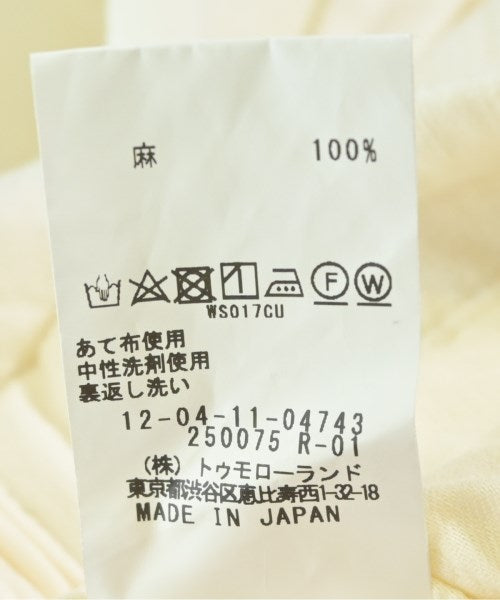 麻 100%
F W
WS017CU
あて布使用
中性洗剤使用
裏返し洗い
12-04-11-04743
250075 R-01
(株) トゥモローランド
東京都渋谷区恵比寿西1-32-18
MADE IN JAPAN